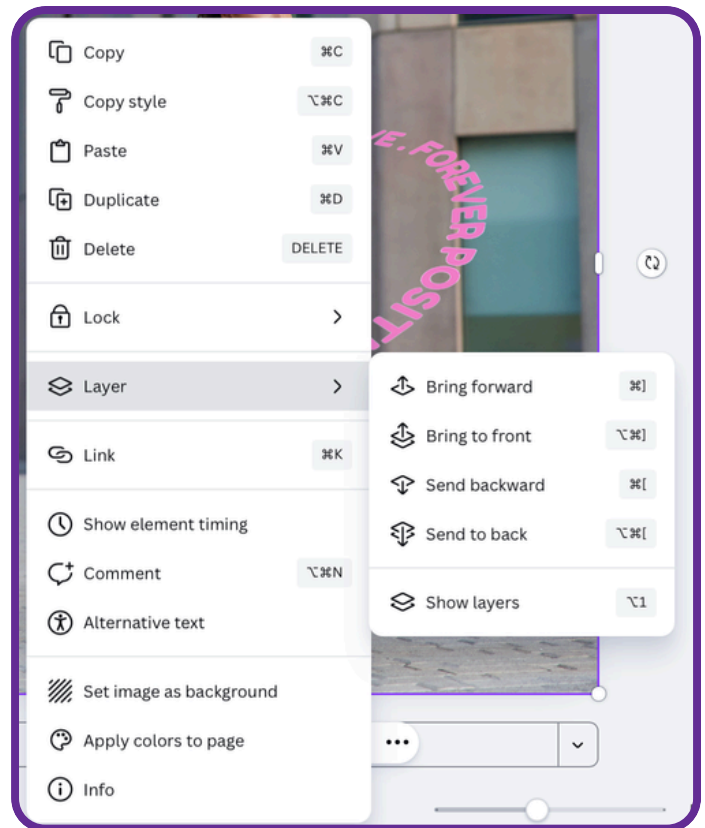 Copy ⌘C
Copy style ⌥⌘C
Paste ⌘V
Duplicate ⌘D
Delete DELETE
Lock
Layer
Link ⌘K
Show element timing
Comment ⌥⌘N
Alternative text
Set image as background
Apply colors to page
Info
Bring forward ⌘]
Bring to front ⌥⌘]
Send backward ⌘[
Send to back ⌥⌘[
Show layers ⌥1
E. FOREVER POSITI